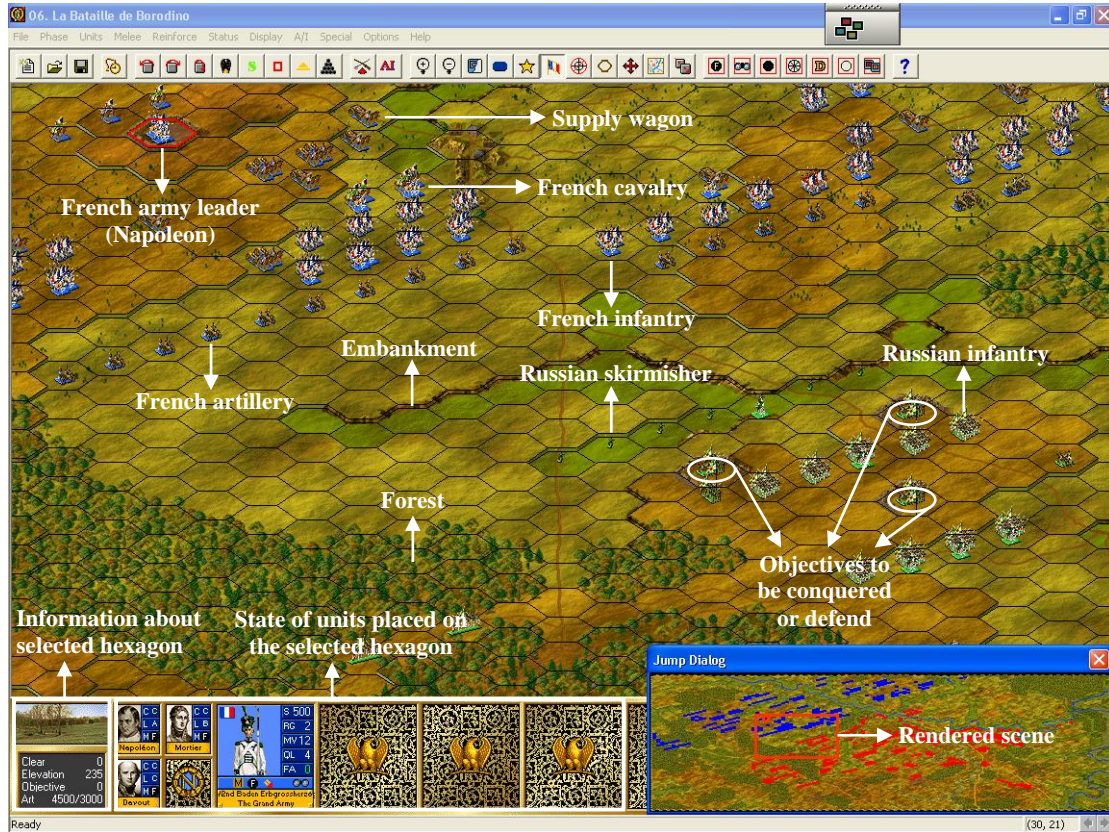 06. La Bataille de Borodino
File Phase Units Melee Reinforce Status Display A/I Special Options Help
S AI F D ?
Supply wagon
French cavalry
French army leader
(Napoleon)
French infantry
Embankment
Russian infantry
Russian skirmisher
French artillery
Forest
Objectives to
be conquered
or defend
Information about
selected hexagon
State of units placed on
the selected hexagon
Jump Dialog
Rendered scene
Clear 0
Elevation 235
Objective 0
Art 4500/3000
C C
L A
M F
Napoléon
C C
L B
M F
Mortier
C C
L C
M F
Davout
N
S 500
RG 2
MV 12
QL 4
FA 0
M F
The Grand Army
Ready
(30, 21)